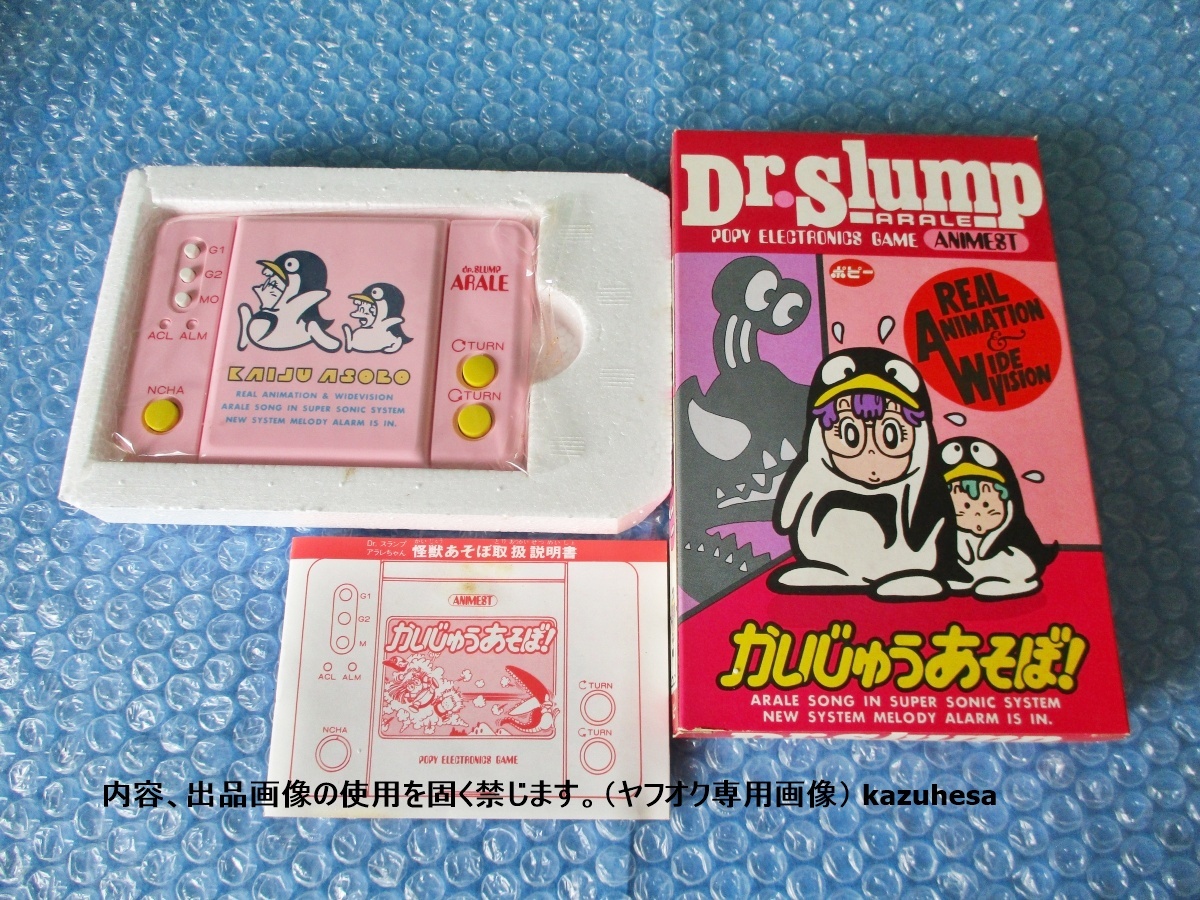 G1
G2
MO
ACL ALM
NCHA
KAIJU ASOBO
REAL ANIMATION & WIDEVISION
ARALE SONG IN SUPER SONIC SYSTEM
NEW SYSTEM MELODY ALARM IS IN.
dr.SLUMP
ARALE
TURN
TURN
Dr.Slump
ARALE
POPY ELECTRONICS GAME ANIMEST
ポピー
REAL
ANIMATION
&
WIDE
VISION
かいじゅうあそぼ!
ARALE SONG IN SUPER SONIC SYSTEM
NEW SYSTEM MELODY ALARM IS IN.
Dr.スランプ
アラレちゃん
怪獣あそぼ取扱説明書
G1
G2
M
ACL ALM
NCHA
ANIMEST
かいじゅうあそぼ!
POPY ELECTRONICS GAME
TURN
TURN
内容、出品画像の使用を固く禁じます。(ヤフオク専用画像) kazuhesa